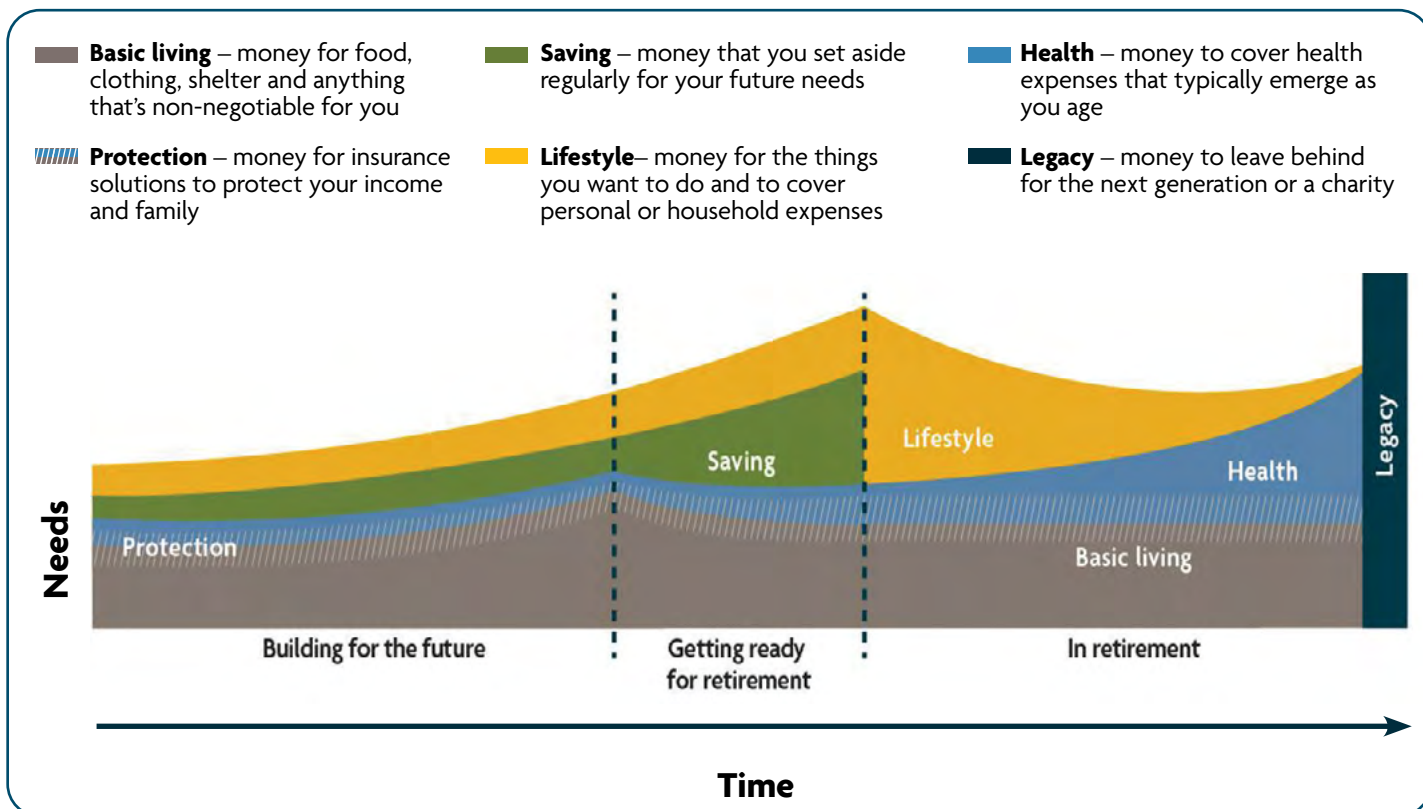 Basic living – money for food,
clothing, shelter and anything
that's non-negotiable for you
Saving – money that you set aside
regularly for your future needs
Health – money to cover health
expenses that typically emerge as
you age
Protection – money for insurance
solutions to protect your income
and family
Lifestyle– money for the things
you want to do and to cover
personal or household expenses
Legacy – money to leave behind
for the next generation or a charity
Needs
Protection
Saving
Lifestyle
Health
Basic living
Legacy
Building for the future
Getting ready
for retirement
In retirement
Time